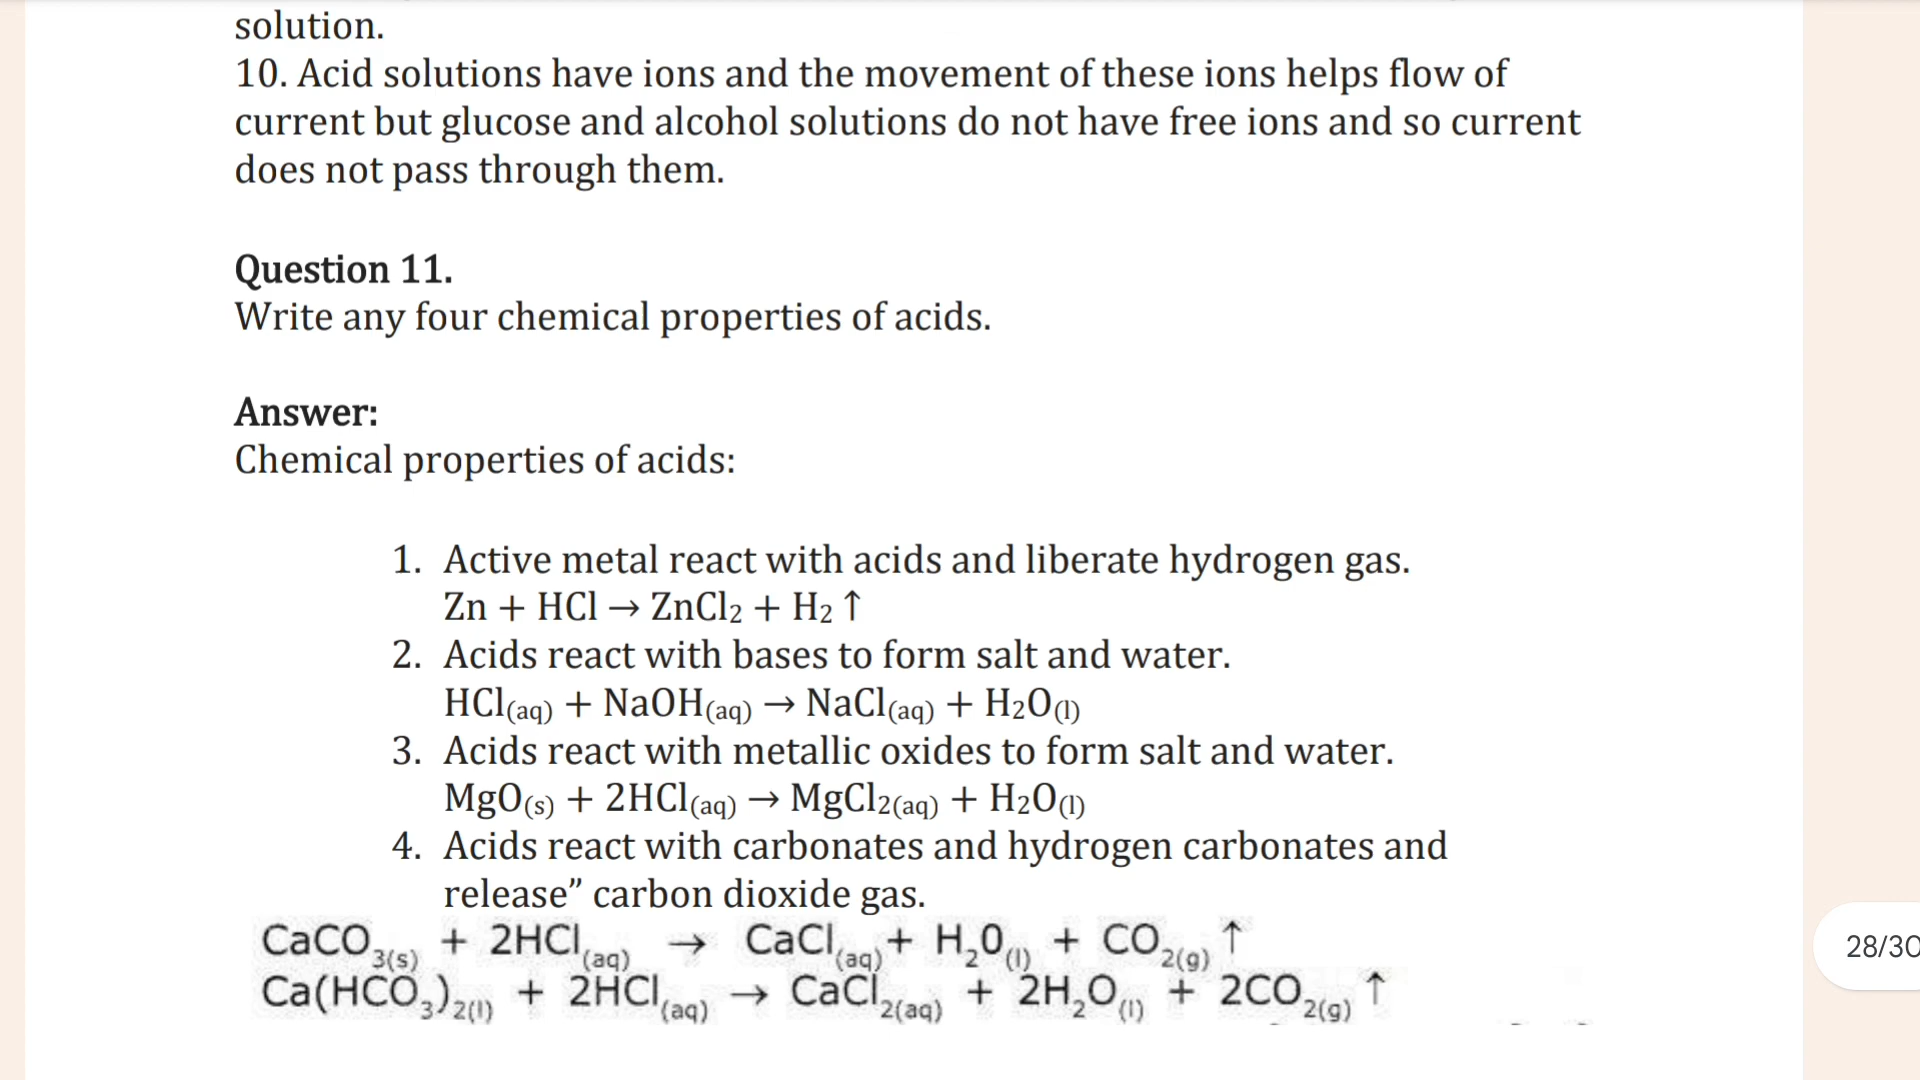 solution.
10. Acid solutions have ions and the movement of these ions helps flow of
current but glucose and alcohol solutions do not have free ions and so current
does not pass through them.
Question 11.
Write any four chemical properties of acids.
Answer:
Chemical properties of acids:
1. Active metal react with acids and liberate hydrogen gas.
Zn + HCl → ZnCl₂ + H₂ ↑
2. Acids react with bases to form salt and water.
HCl(aq) + NaOH(aq) → NaCl(aq) + H₂O(l)
3. Acids react with metallic oxides to form salt and water.
MgO(s) + 2HCl(aq) → MgCl₂(aq) + H₂O(l)
4. Acids react with carbonates and hydrogen carbonates and
release” carbon dioxide gas.
CaCO₃(s) + 2HCl(aq) → CaCl(aq) + H₂0(l) + CO₂(g) ↑
Ca(HCO₃)₂(l) + 2HCl(aq) → CaCl₂(aq) + 2H₂O(l) + 2CO₂(g) ↑
28/30